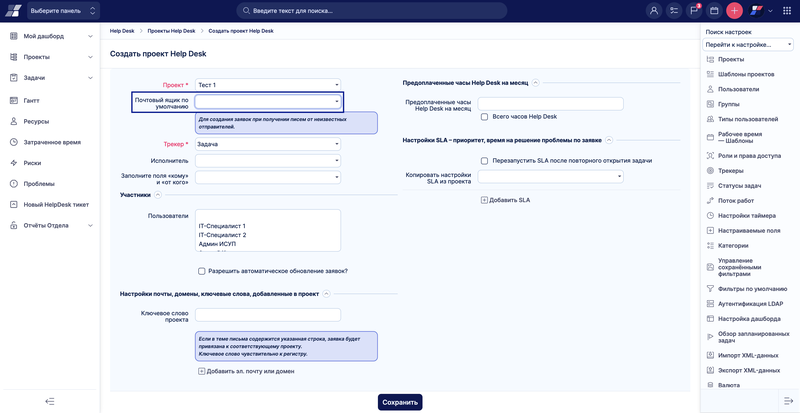 Выберите панель
Введите текст для поиска...
3
Мой дашборд
Проекты
Задачи
Гантт
Ресурсы
Затраченное время
Риски
Проблемы
Новый HelpDesk тикет
Отчёты Отдела
Help Desk
Проекты Help Desk
Создать проект Help Desk
Создать проект Help Desk
Проект *
Тест 1
Почтовый ящик по
умолчанию
Для создания заявок при получении писем от неизвестных
отправителей.
Трекер *
Задача
Исполнитель
Заполните поля «кому»
и «от кого»
Участники
Пользователи
IT-Специалист 1
IT-Специалист 2
Админ ИСУП
Разрешить автоматическое обновление заявок?
Настройки почты, домены, ключевые слова, добавленные в проект
Ключевое слово
проекта
Если в теме письма содержится указанная строка, заявка будет
привязана к соответствующему проекту.
Ключевое слово чувствительно к регистру.
Добавить эл. почту или домен
Предоплаченные часы Help Desk на месяц
Предоплаченные часы
Help Desk на месяц
Всего часов Help Desk
Настройки SLA – приоритет, время на решение проблемы по заявке
Перезапустить SLA после повторного открытия задачи
Копировать настройки
SLA из проекта
Добавить SLA
Сохранить
Поиск настроек
Перейти к настройке...
Проекты
Шаблоны проектов
Пользователи
Группы
Типы пользователей
Рабочее время
— Шаблоны
Роли и права доступа
Трекеры
Статусы задач
Поток работ
Настройки таймера
Настраиваемые поля
Категории
Управление
сохранёнными
фильтрами
Фильтры по умолчанию
Аутентификация LDAP
Настройка дашборда
Обзор запланированных
задач
Импорт XML-данных
Экспорт XML-данных
Валюта